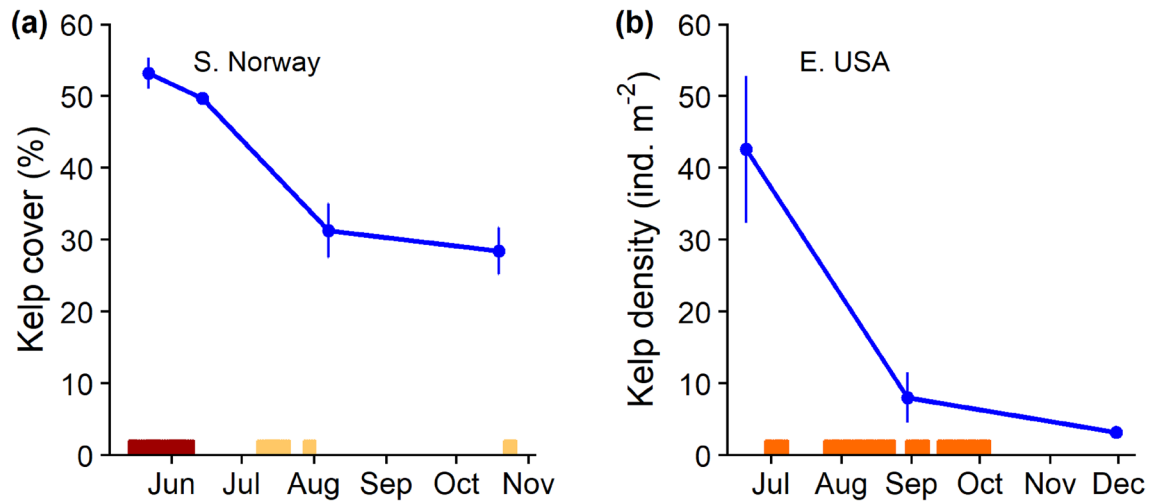 (a)
S. Norway
Kelp cover (%)
60
50
40
30
20
10
0
Jun Jul Aug Sep Oct Nov
(b)
E. USA
Kelp density (ind. m⁻²)
60
50
40
30
20
10
0
Jul Aug Sep Oct Nov Dec